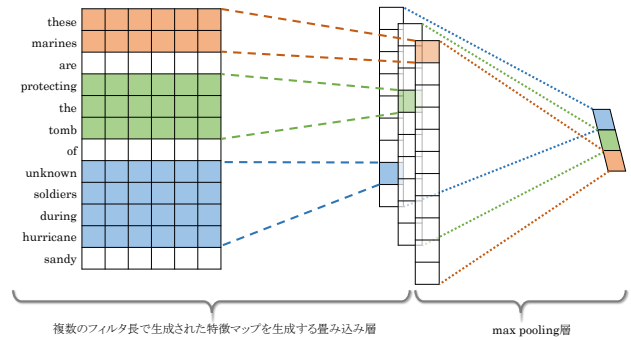 these
marines
are
protecting
the
tomb
of
unknown
soldiers
during
hurricane
sandy
複数のフィルタ長で生成された特徴マップを生成する畳み込み層
max pooling層